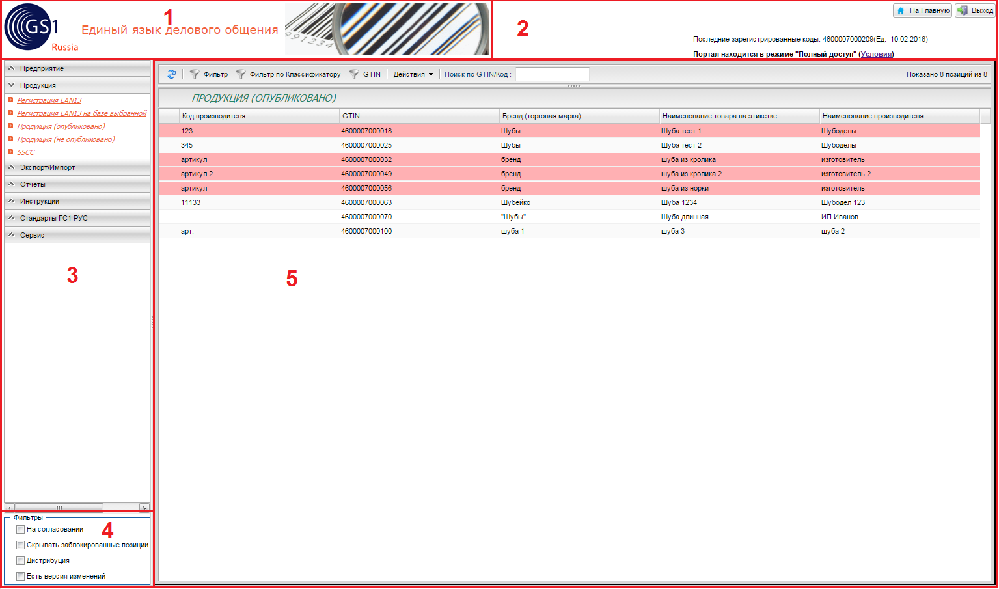 GS1
Russia
Единый язык делового общения
991234
1
2
На Главную
Выход
Последние зарегистрированные коды: 4600007000209(Ед.–10.02.2016)
Портал находится в режиме "Полный доступ" (Условия)
Предприятие
Продукция
Регистрация EAN13
Регистрация EAN13 на базе выбранной
Продукция (опубликовано)
Продукция (не опубликовано)
SSCC
Экспорт/Импорт
Отчеты
Инструкции
Стандарты ГС1 РУС
Сервис
3
Фильтры
4
На согласовании
Скрывать заблокированные позиции
Дистрибуция
Есть версия изменений
Фильтр Фильтр по Классификатору GTIN Действия Поиск по GTIN/Код : Показано 8 позиций из 8
ПРОДУКЦИЯ (ОПУБЛИКОВАНО)
Код производителя GTIN Бренд (торговая марка) Наименование товара на этикетке Наименование производителя
123 4600007000018 Шубы Шуба тест 1 Шубоделы
345 4600007000025 Шубы Шуба тест 2 Шубоделы
артикул 4600007000032 бренд шуба из кролика изготовитель
артикул 2 4600007000049 бренд шуба из кролика 2 изготовитель 2
артикул 4600007000056 бренд шуба из норки изготовитель
11133 4600007000063 Шубейко Шуба 1234 Шубодел 123
4600007000070 "Шубы" Шуба длинная ИП Иванов
арт. 4600007000100 шуба 1 шуба 3 шуба 2
5